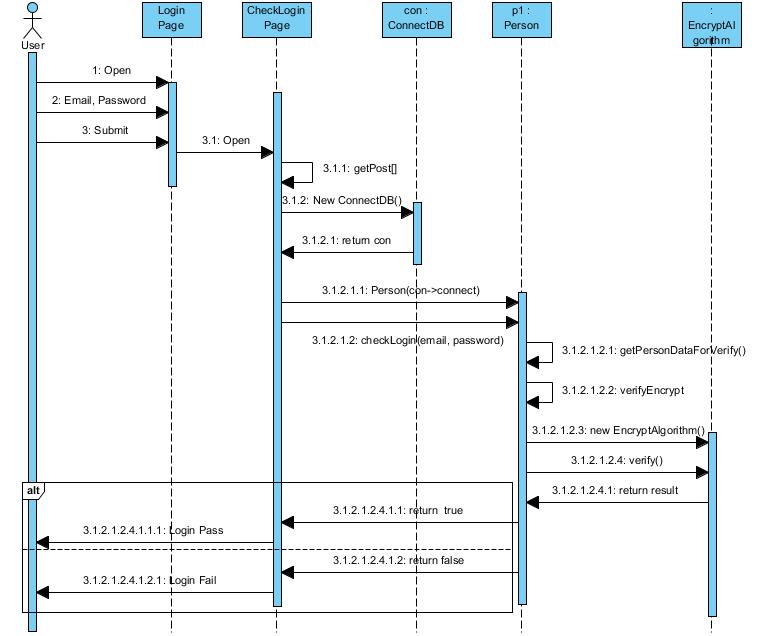 Login
Page
CheckLogin
Page
con :
ConnectDB
p1 :
Person
:
EncryptAl
gorithm
User
1: Open
2: Email, Password
3: Submit
3.1: Open
3.1.1: getPost[]
3.1.2: New ConnectDB()
3.1.2.1: return con
3.1.2.1.1: Person(con->connect)
3.1.2.1.2: checkLogin(email, password)
3.1.2.1.2.1: getPersonDataForVerify()
3.1.2.1.2.2: verifyEncrypt
3.1.2.1.2.3: new EncryptAlgorithm()
3.1.2.1.2.4: verify()
3.1.2.1.2.4.1: return result
alt
3.1.2.1.2.4.1.1: return true
3.1.2.1.2.4.1.1.1: Login Pass
3.1.2.1.2.4.1.2: return false
3.1.2.1.2.4.1.2.1: Login Fail